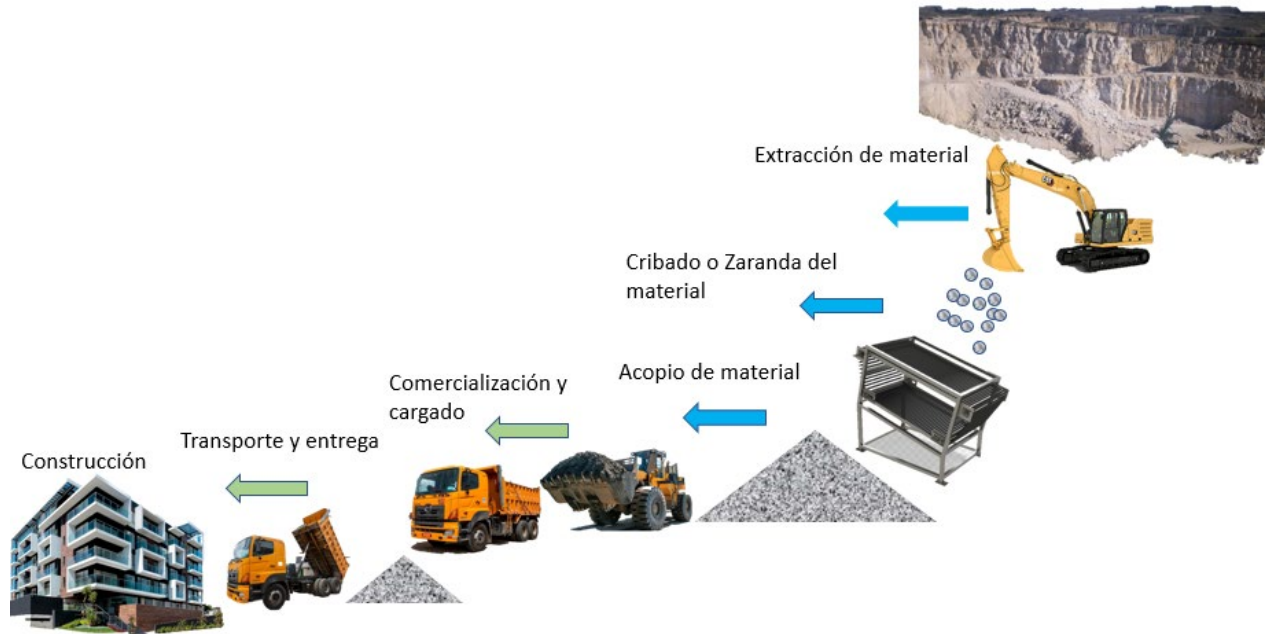 Extracción de material
Cribado o Zaranda del
material
Acopio de material
Comercialización y
cargado
Transporte y entrega
Construcción